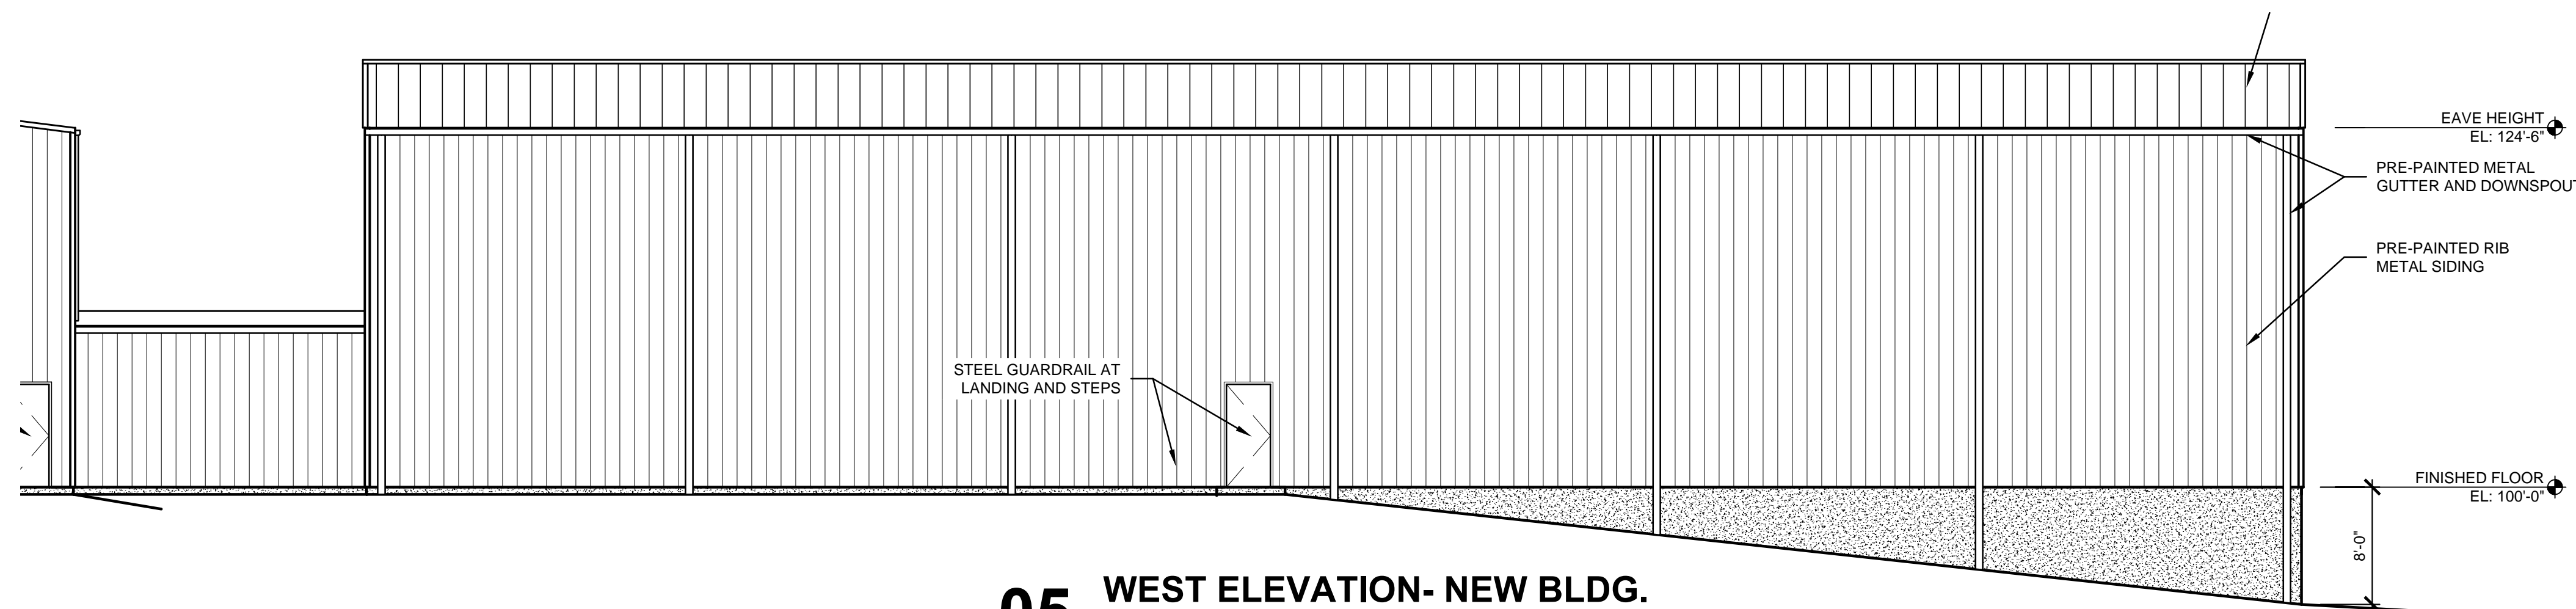 EAVE HEIGHT
EL: 124'-6"
PRE-PAINTED METAL
GUTTER AND DOWNSPOUT
PRE-PAINTED RIB
METAL SIDING
STEEL GUARDRAIL AT
LANDING AND STEPS
FINISHED FLOOR
EL: 100'-0"
8'-0"
05
WEST ELEVATION- NEW BLDG.